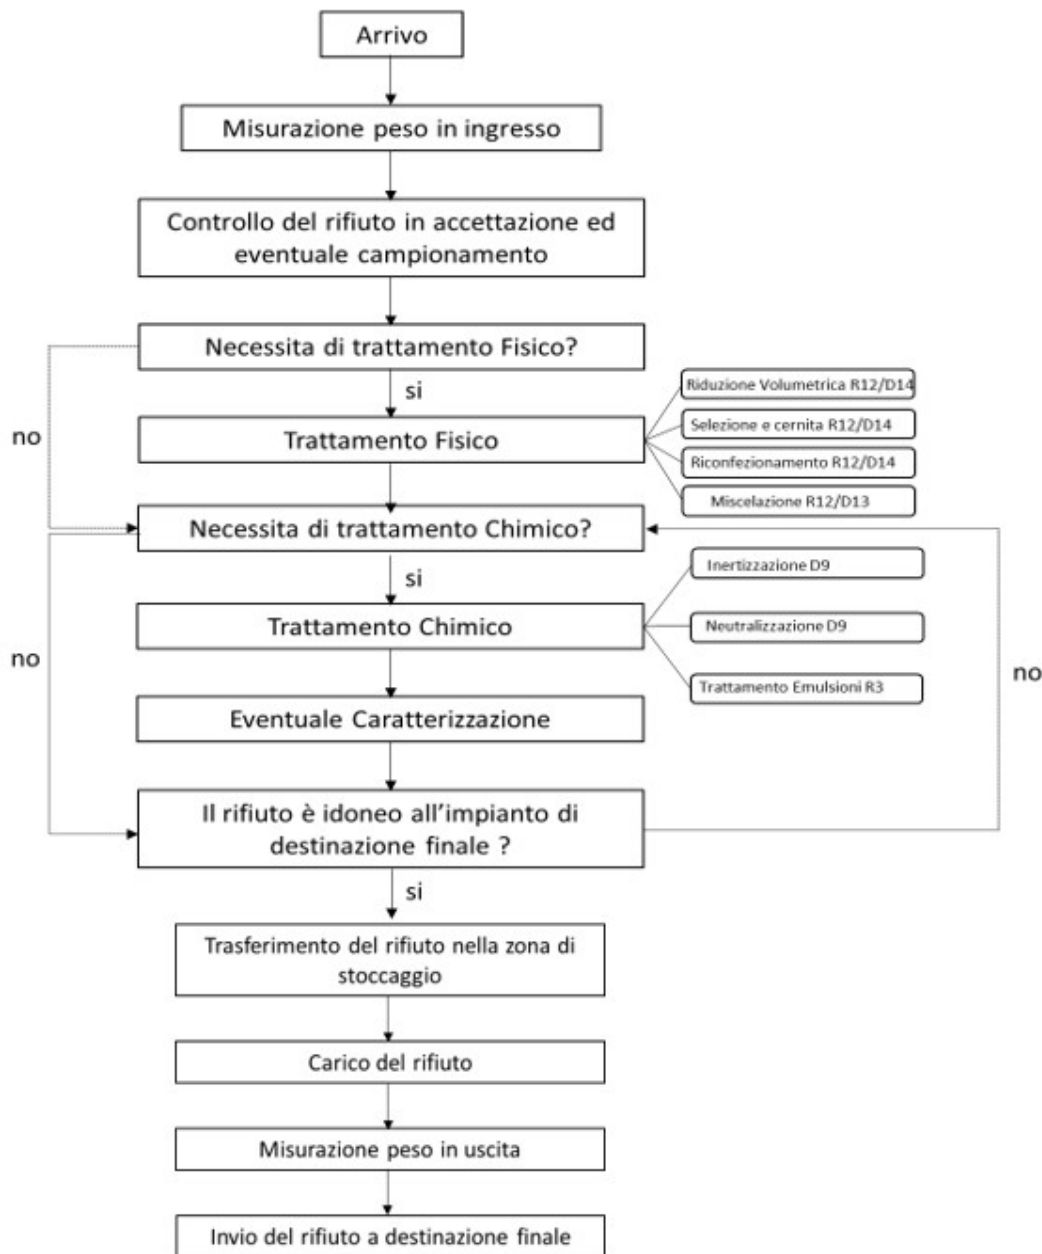 Arrivo
Misurazione peso in ingresso
Controllo del rifiuto in accettazione ed
eventuale campionamento
Necessita di trattamento Fisico?
si
no
Trattamento Fisico
Riduzione Volumetrica R12/D14
Selezione e cernita R12/D14
Riconfezionamento R12/D14
Miscelazione R12/D13
Necessita di trattamento Chimico?
si
no
Trattamento Chimico
Inertizzazione D9
Neutralizzazione D9
Trattamento Emulsioni R3
Eventuale Caratterizzazione
Il rifiuto è idoneo all'impianto di
destinazione finale ?
no
si
Trasferimento del rifiuto nella zona di
stoccaggio
Carico del rifiuto
Misurazione peso in uscita
Invio del rifiuto a destinazione finale